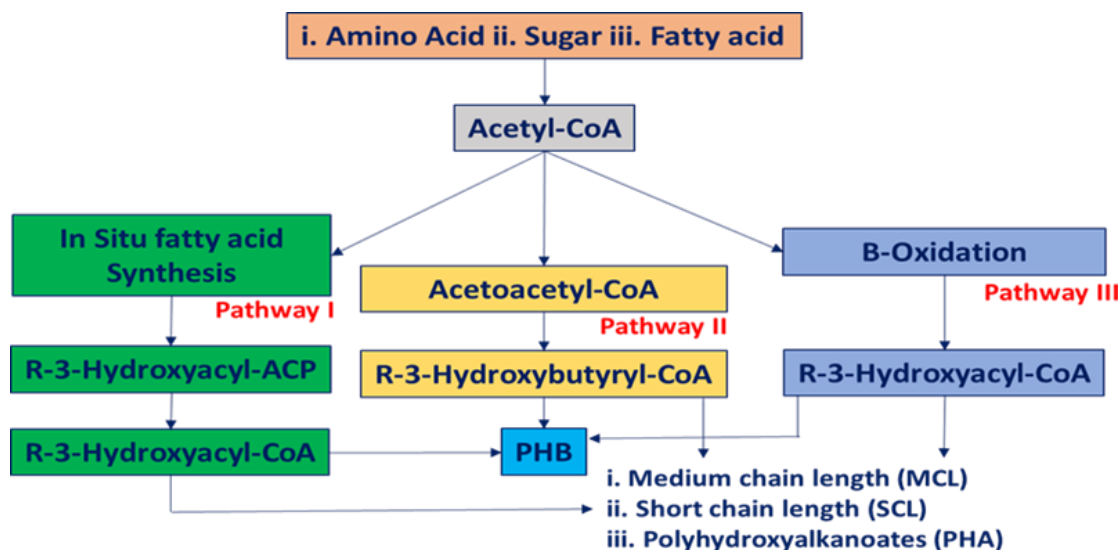 i. Amino Acid ii. Sugar iii. Fatty acid
Acetyl-CoA
In Situ fatty acid
Synthesis
Pathway I
Acetoacetyl-CoA
Pathway II
B-Oxidation
Pathway III
R-3-Hydroxyacyl-ACP
R-3-Hydroxybutyryl-CoA
R-3-Hydroxyacyl-CoA
R-3-Hydroxyacyl-CoA
PHB
i. Medium chain length (MCL)
ii. Short chain length (SCL)
iii. Polyhydroxyalkanoates (PHA)